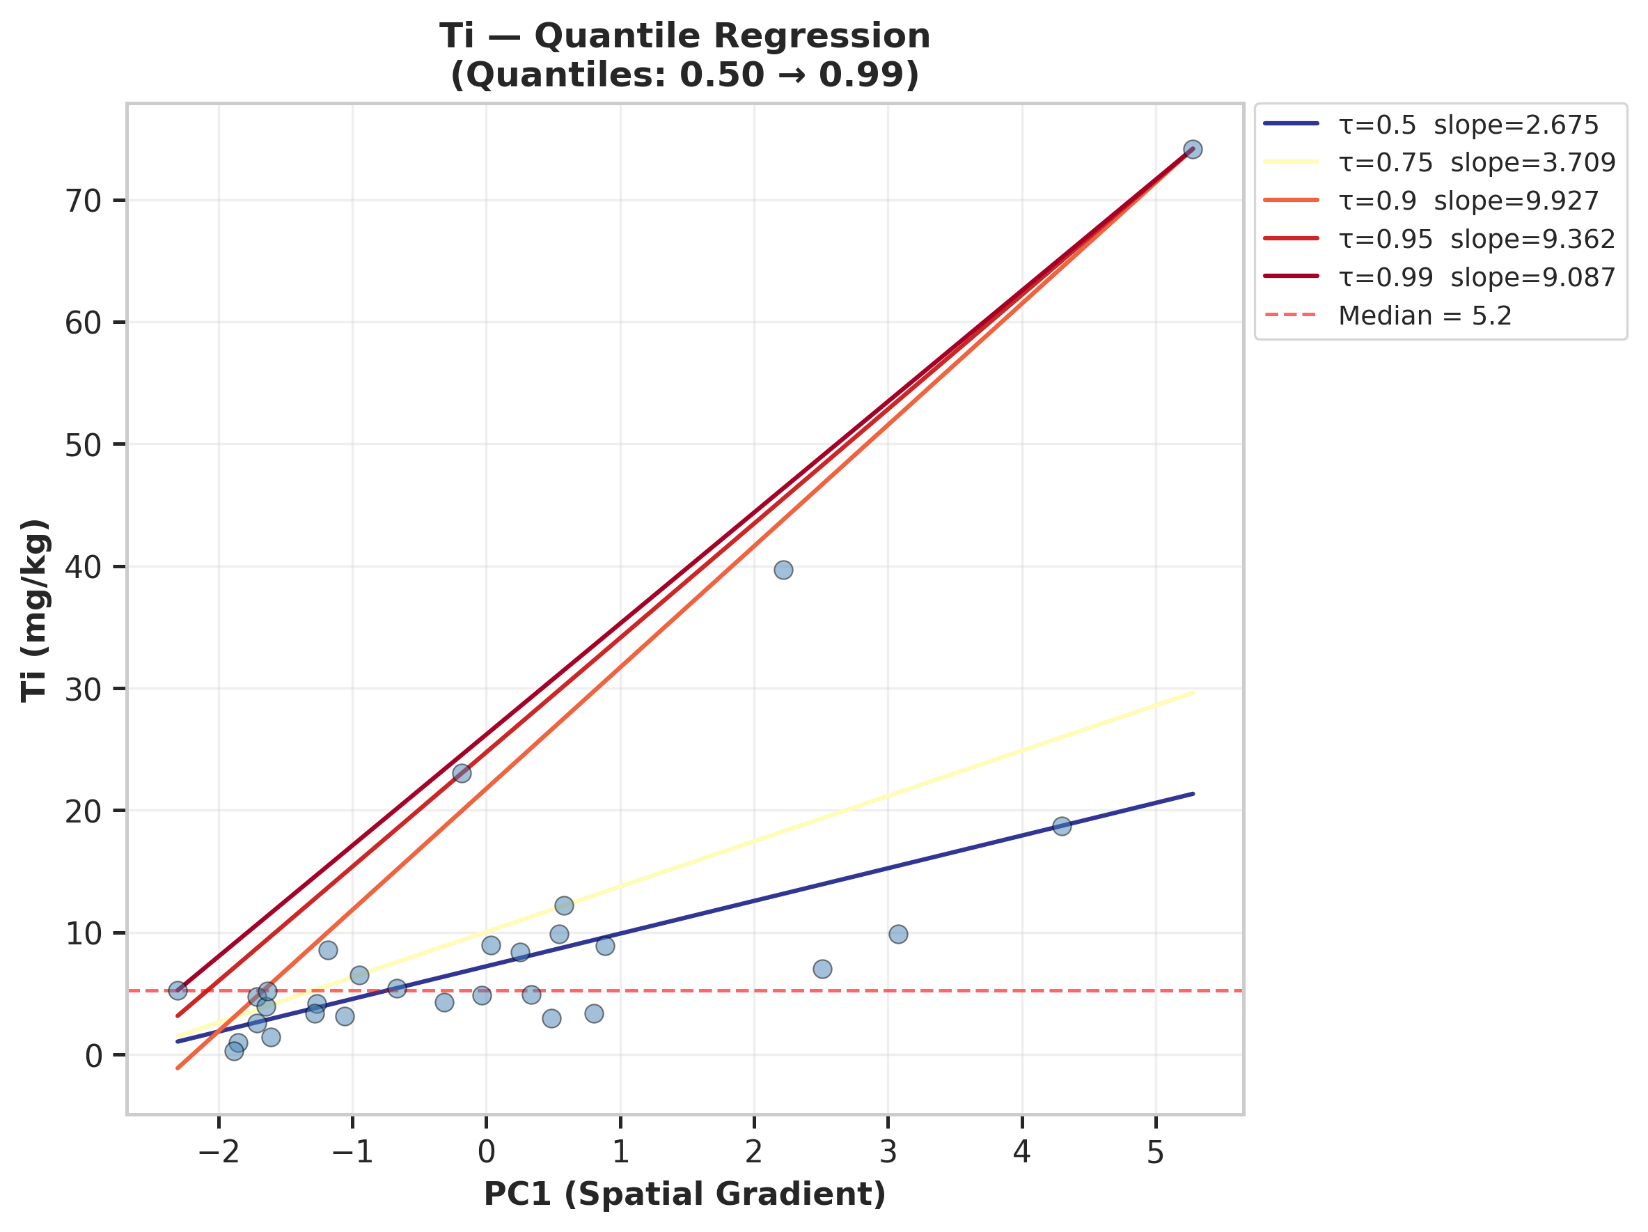 Ti — Quantile Regression
(Quantiles: 0.50 → 0.99)
τ=0.5  slope=2.675
τ=0.75  slope=3.709
τ=0.9  slope=9.927
τ=0.95  slope=9.362
τ=0.99  slope=9.087
Median = 5.2
Ti (mg/kg)
70
60
50
40
30
20
10
0
−2 −1 0 1 2 3 4 5
PC1 (Spatial Gradient)